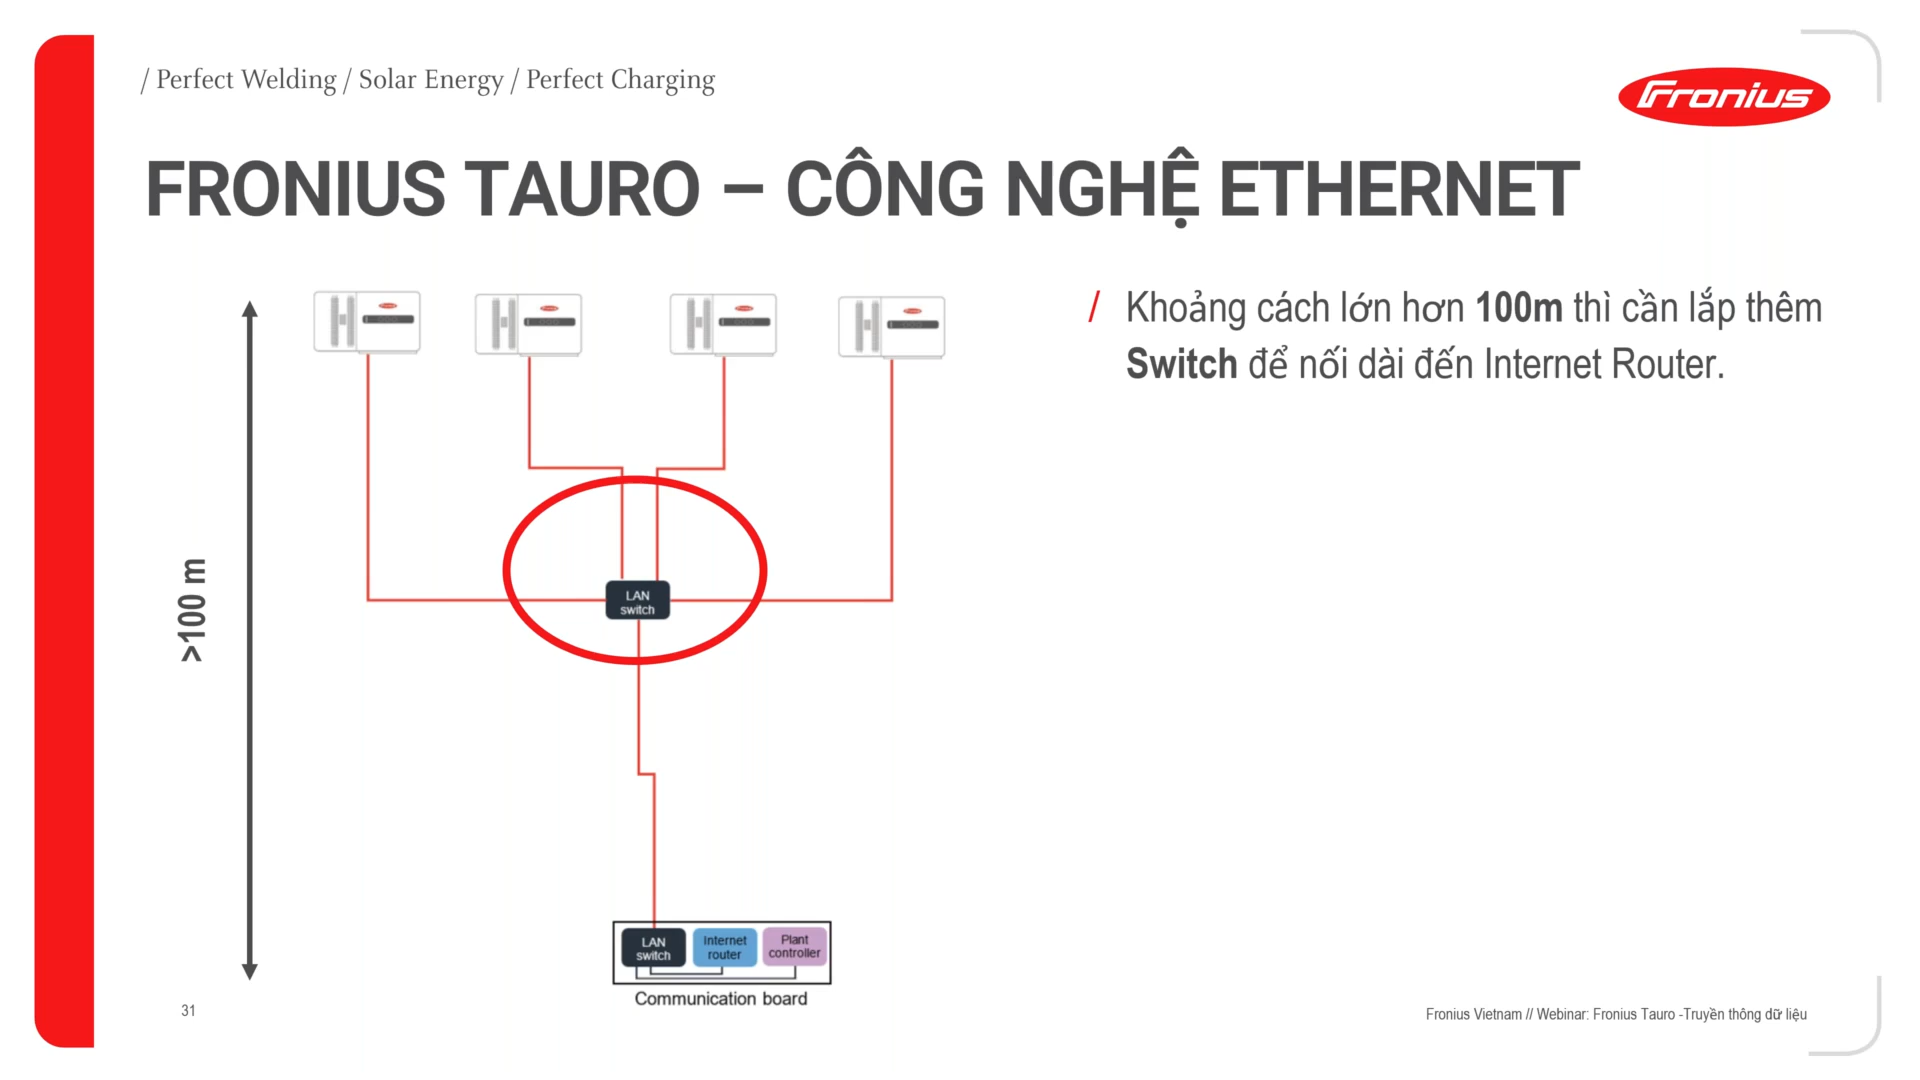 / Perfect Welding / Solar Energy / Perfect Charging
Fronius
FRONIUS TAURO – CÔNG NGHỆ ETHERNET
/ Khoảng cách lớn hơn 100m thì cần lắp thêm
Switch để nối dài đến Internet Router.
>100 m
LAN
switch
LAN
switch
Internet
router
Plant
controller
Communication board
31
Fronius Vietnam // Webinar: Fronius Tauro -Truyền thông dữ liệu